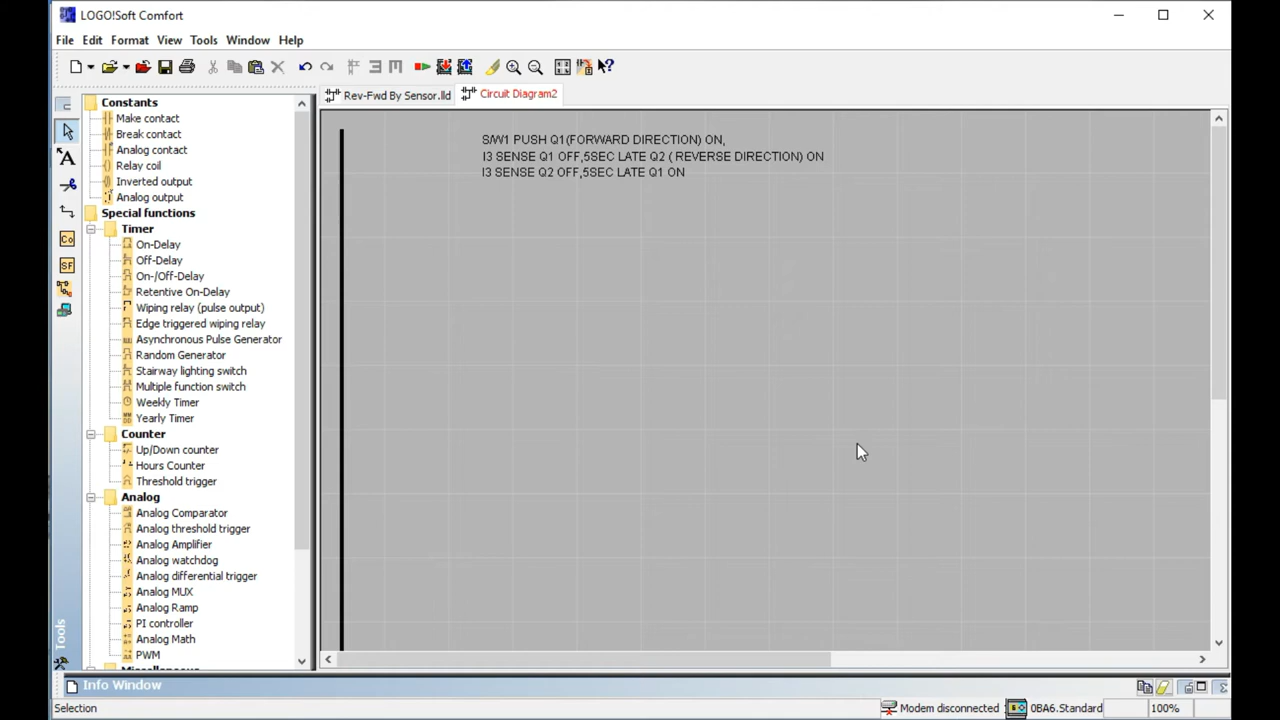 LOGO!Soft Comfort
File Edit Format View Tools Window Help
Rev-Fwd By Sensor.lld Circuit Diagram2
Constants
Make contact
Break contact
Analog contact
Relay coil
Inverted output
Analog output
Special functions
Timer
On-Delay
Off-Delay
On-/Off-Delay
Retentive On-Delay
Wiping relay (pulse output)
Edge triggered wiping relay
Asynchronous Pulse Generator
Random Generator
Stairway lighting switch
Multiple function switch
Weekly Timer
Yearly Timer
Counter
Up/Down counter
Hours Counter
Threshold trigger
Analog
Analog Comparator
Analog threshold trigger
Analog Amplifier
Analog watchdog
Analog differential trigger
Analog MUX
Analog Ramp
PI controller
Analog Math
PWM
Co
SF
Tools
S/W1 PUSH Q1(FORWARD DIRECTION) ON,
I3 SENSE Q1 OFF,5SEC LATE Q2 ( REVERSE DIRECTION) ON
I3 SENSE Q2 OFF,5SEC LATE Q1 ON
Info Window
Selection
Modem disconnected
0BA6.Standard
100%